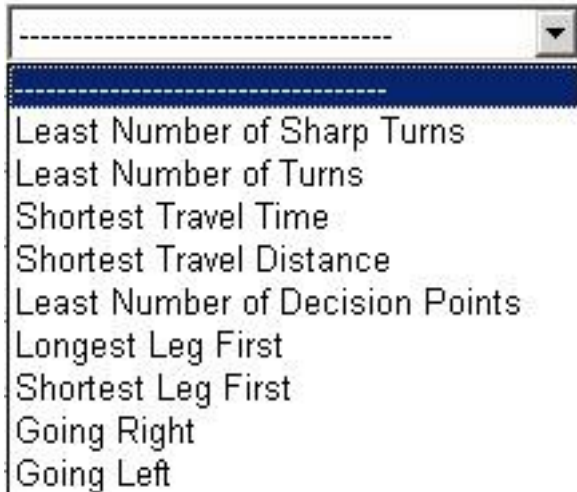 -----------------------------------
-----------------------------------
Least Number of Sharp Turns
Least Number of Turns
Shortest Travel Time
Shortest Travel Distance
Least Number of Decision Points
Longest Leg First
Shortest Leg First
Going Right
Going Left